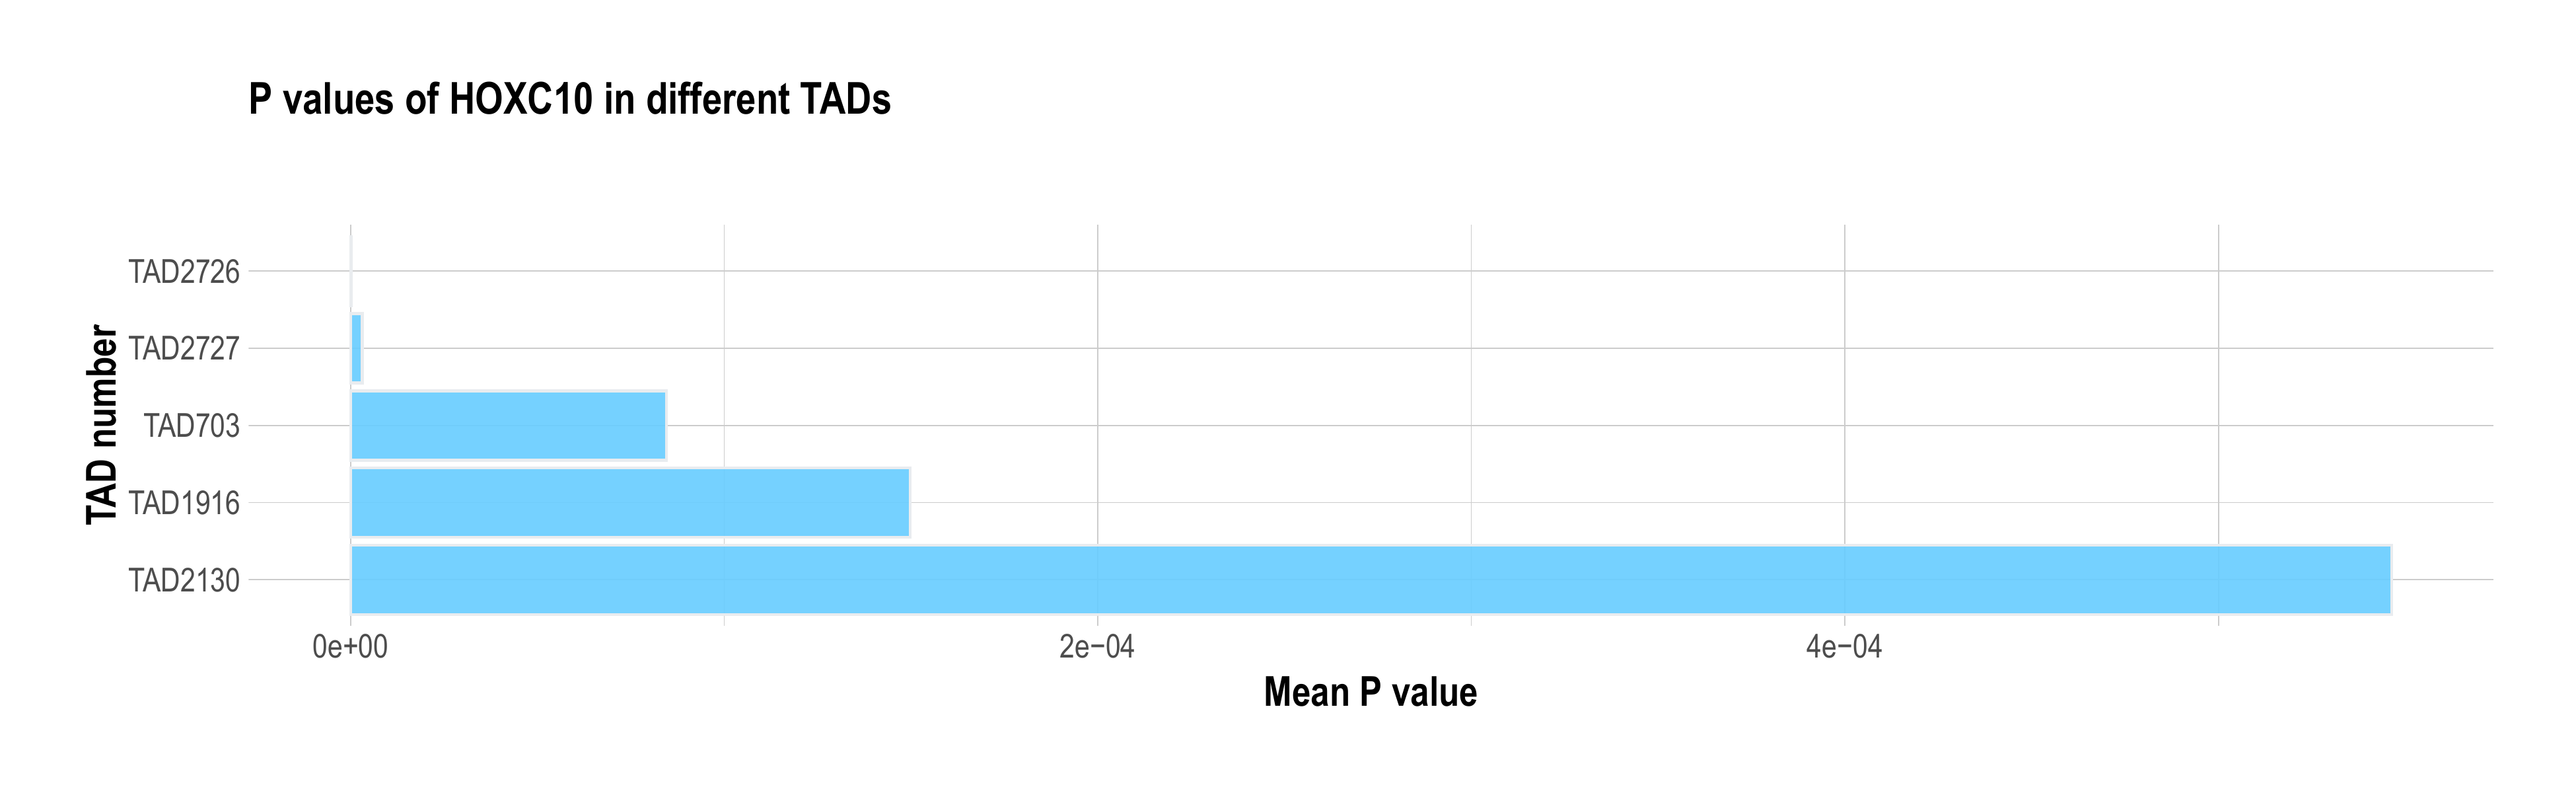 P values of HOXC10 in different TADs
TAD number
TAD2726
TAD2727
TAD703
TAD1916
TAD2130
0e+00
2e−04
4e−04
Mean P value